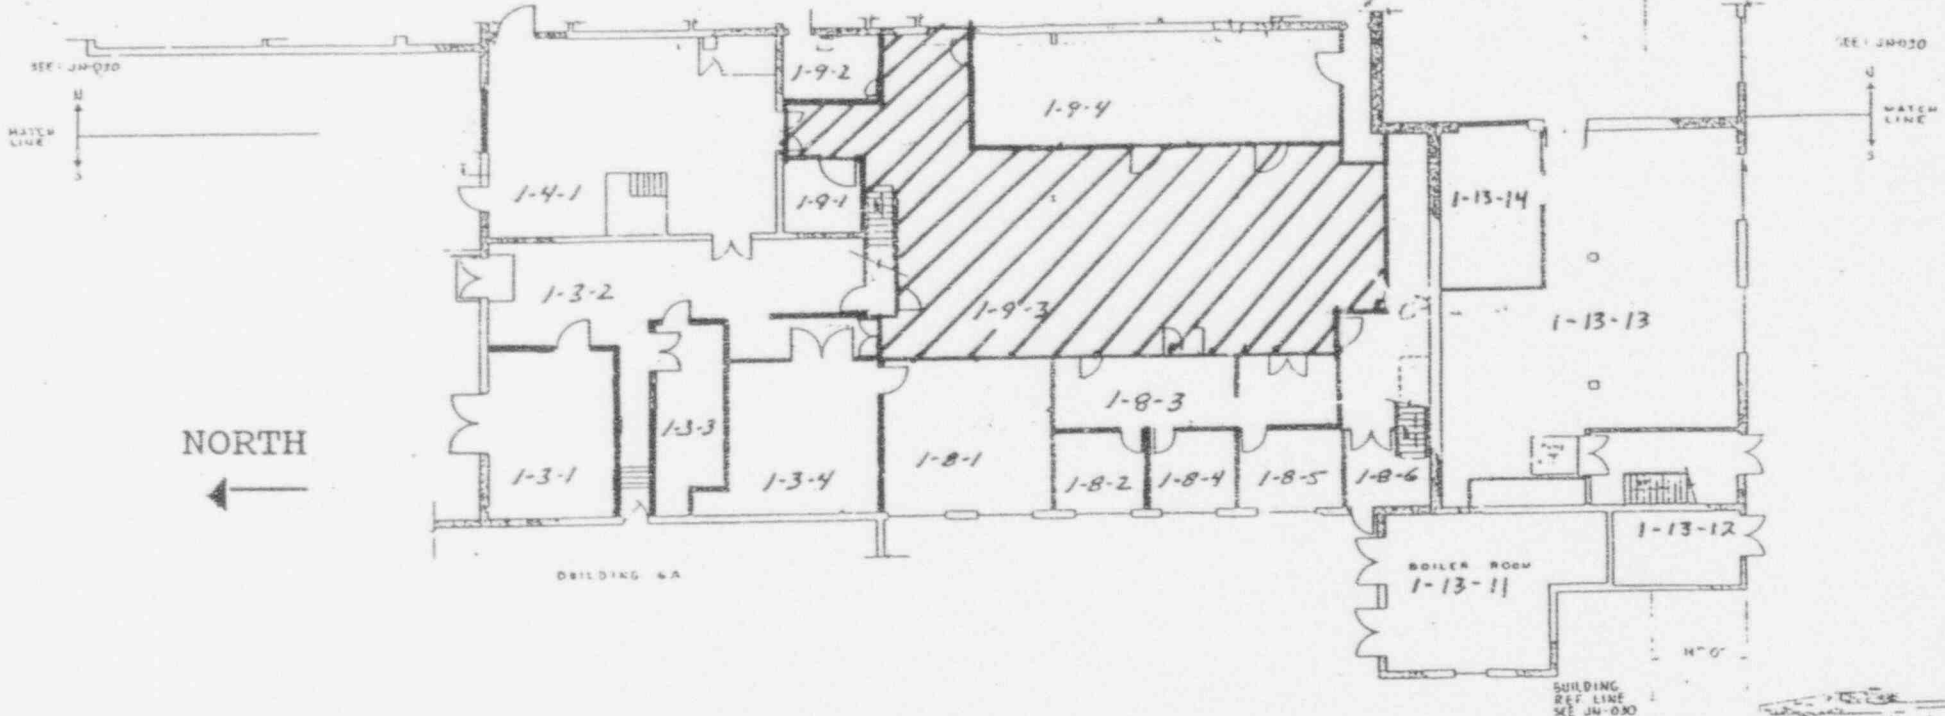 SEE: JN-030
N
MATCH
LINE
S
1-9-2
1-9-4
SEE: JN-030
N
MATCH
LINE
S
1-4-1
1-9-1
1-13-14
1-3-2
1-9-3
1-13-13
NORTH
1-3-1
1-3-3
1-3-4
1-8-1
1-8-3
1-8-2
1-8-4
1-8-5
1-8-6
1-13-12
BUILDING 6A
BOILER ROOM
1-13-11
BUILDING
REF LINE
SEE JN-030